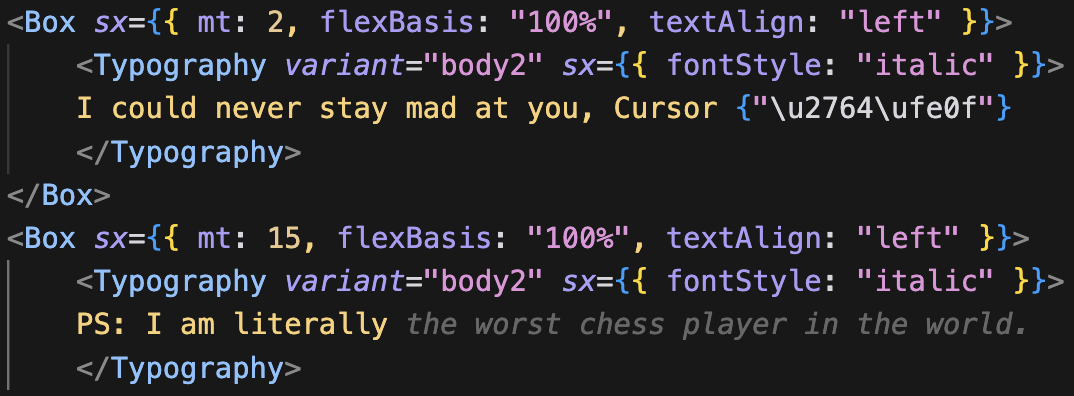 <Box sx={{ mt: 2, flexBasis: "100%", textAlign: "left" }}>
<Typography variant="body2" sx={{ fontStyle: "italic" }}>
I could never stay mad at you, Cursor {"\u2764\ufe0f"}
</Typography>
</Box>
<Box sx={{ mt: 15, flexBasis: "100%", textAlign: "left" }}>
<Typography variant="body2" sx={{ fontStyle: "italic" }}>
PS: I am literally the worst chess player in the world.
</Typography>